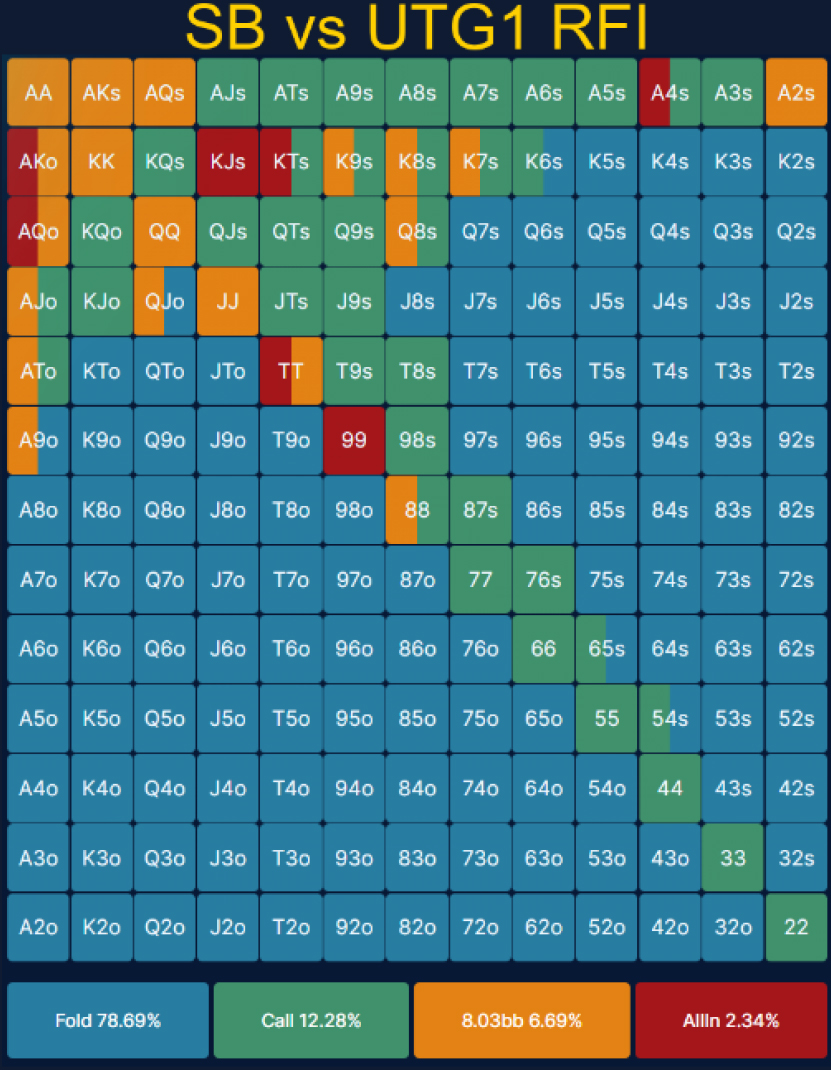 SB vs UTG1 RFI
AA AKs AQs AJs ATs A9s A8s A7s A6s A5s A4s A3s A2s
AKo KK KQs KJs KTs K9s K8s K7s K6s K5s K4s K3s K2s
AQo KQo QQ QJs QTs Q9s Q8s Q7s Q6s Q5s Q4s Q3s Q2s
AJo KJo QJo JJ JTs J9s J8s J7s J6s J5s J4s J3s J2s
ATo KTo QTo JTo TT T9s T8s T7s T6s T5s T4s T3s T2s
A9o K9o Q9o J9o T9o 99 98s 97s 96s 95s 94s 93s 92s
A8o K8o Q8o J8o T8o 98o 88 87s 86s 85s 84s 83s 82s
A7o K7o Q7o J7o T7o 97o 87o 77 76s 75s 74s 73s 72s
A6o K6o Q6o J6o T6o 96o 86o 76o 66 65s 64s 63s 62s
A5o K5o Q5o J5o T5o 95o 85o 75o 65o 55 54s 53s 52s
A4o K4o Q4o J4o T4o 94o 84o 74o 64o 54o 44 43s 42s
A3o K3o Q3o J3o T3o 93o 83o 73o 63o 53o 43o 33 32s
A2o K2o Q2o J2o T2o 92o 82o 72o 62o 52o 42o 32o 22
Fold 78.69% Call 12.28% 8.03bb 6.69% AllIn 2.34%